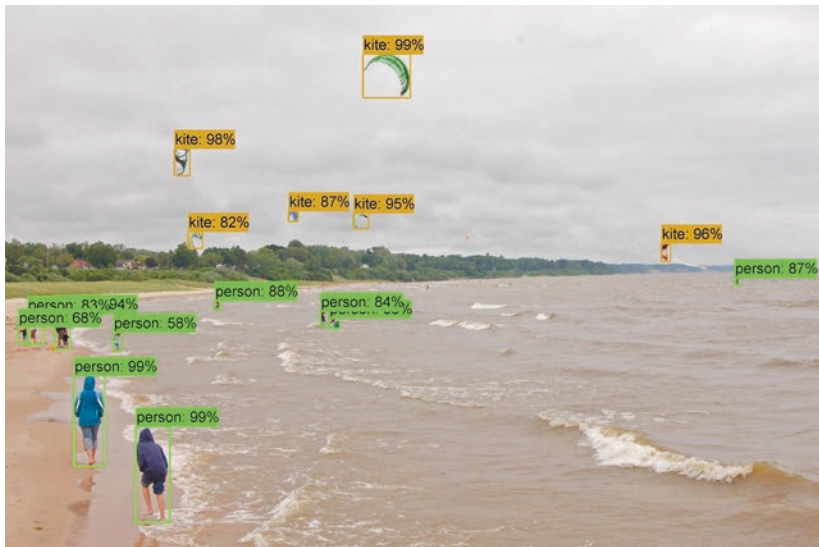 kite: 99%
kite: 98%
kite: 87%
kite: 95%
kite: 82%
kite: 96%
person: 87%
person: 88%
person: 83%
94%
person: 84%
person: 68%
person: 58%
person: 99%
person: 99%